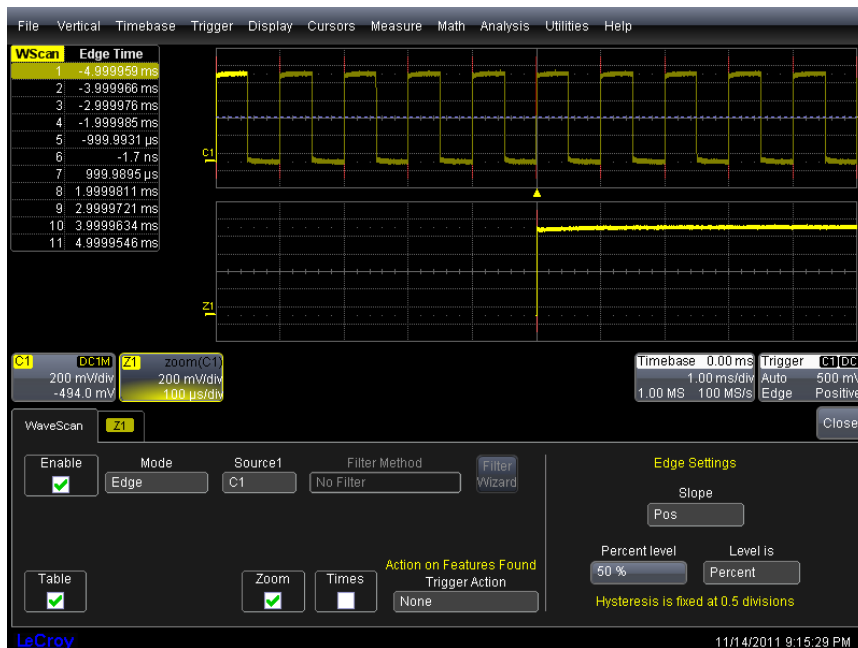 File Vertical Timebase Trigger Display Cursors Measure Math Analysis Utilities Help
WScan Edge Time
1 -4.999959 ms
2 -3.999966 ms
3 -2.999976 ms
4 -1.999985 ms
5 -999.9931 µs
6 -1.7 ns
7 999.9895 µs
8 1.9999811 ms
9 2.9999721 ms
10 3.9999634 ms
11 4.9999546 ms
C1
Z1
C1 DC1M
200 mV/div
-494.0 mV
Z1 zoom(C1)
200 mV/div
100 µs/div
Timebase 0.00 ms
1.00 ms/div
1.00 MS 100 MS/s
Trigger C1 DC
Auto 500 mV
Edge Positive
WaveScan Z1 Close
Enable Mode Source1 Filter Method Filter Wizard
Edge C1 No Filter
Edge Settings
Slope
Pos
Percent level Level is
50 % Percent
Hysteresis is fixed at 0.5 divisions
Table Zoom Times
Action on Features Found
Trigger Action
None
LeCroy
11/14/2011 9:15:29 PM